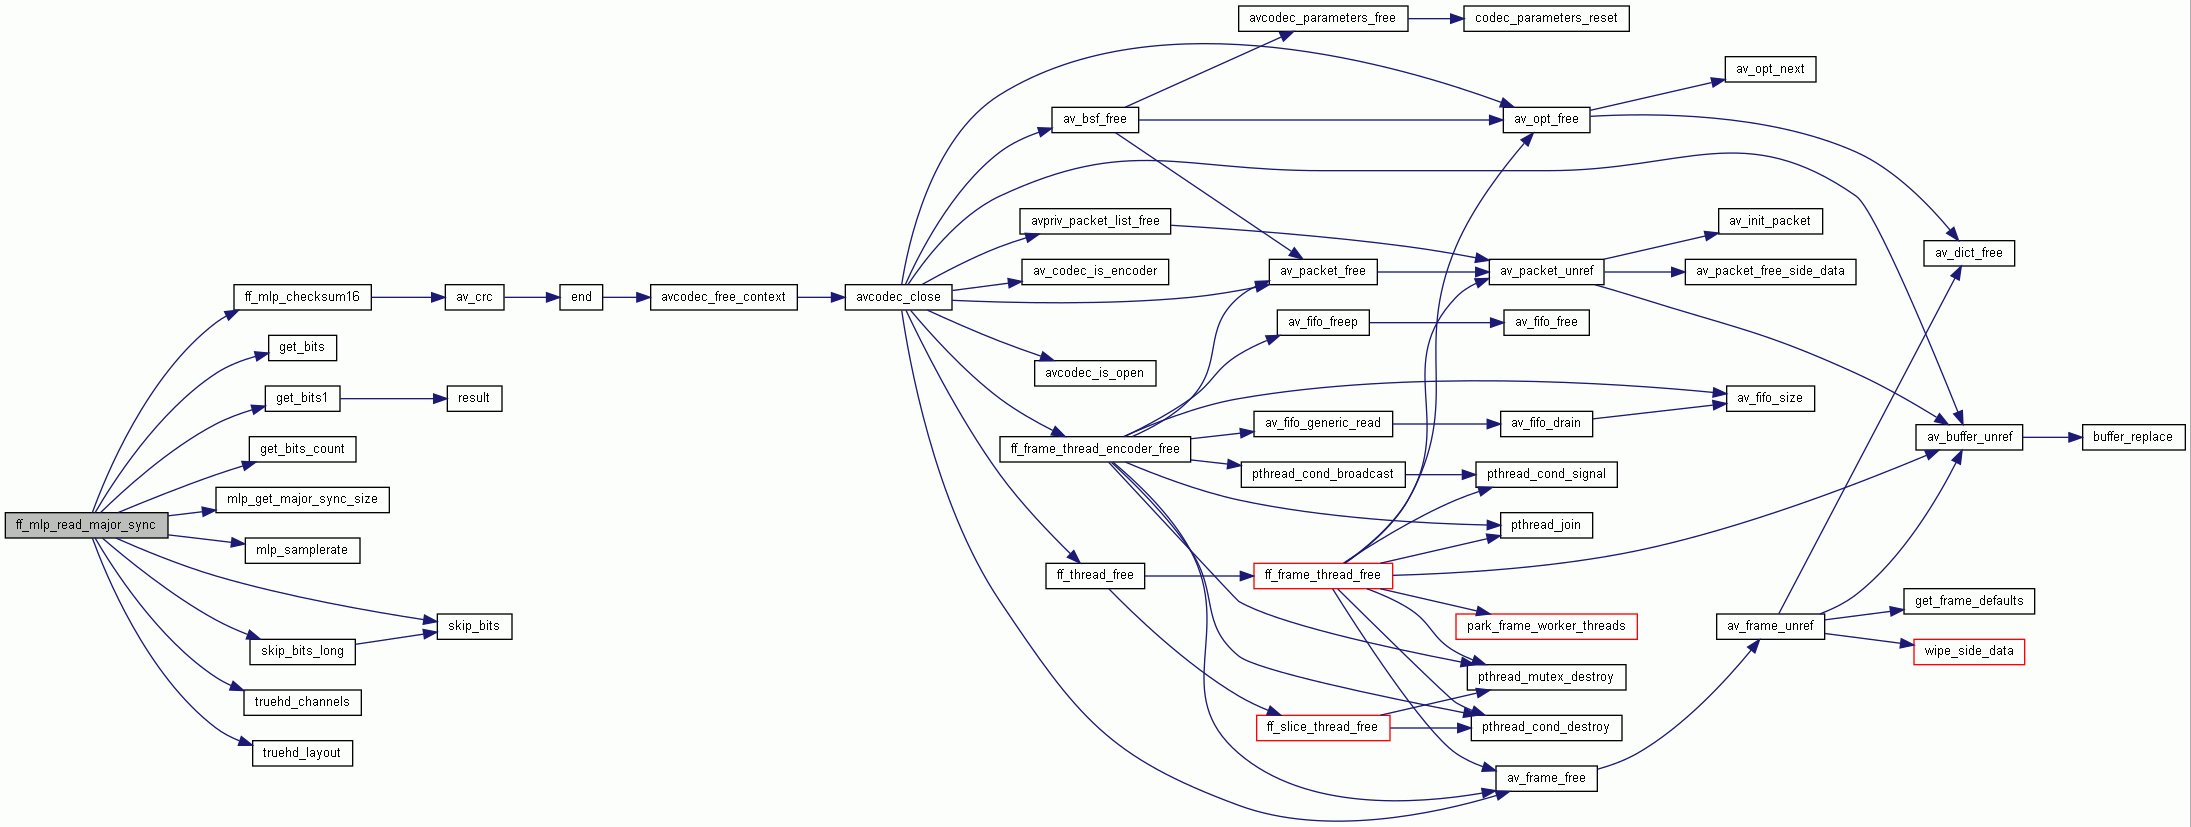 ff_mlp_read_major_sync
ff_mlp_checksum16
get_bits
get_bits1
get_bits_count
mlp_get_major_sync_size
mlp_samplerate
skip_bits_long
truehd_channels
truehd_layout
av_crc
result
skip_bits
end
avcodec_free_context
avcodec_close
av_bsf_free
avpriv_packet_list_free
av_codec_is_encoder
avcodec_is_open
ff_frame_thread_encoder_free
ff_thread_free
avcodec_parameters_free
av_packet_free
av_fifo_freep
av_fifo_generic_read
pthread_cond_broadcast
ff_frame_thread_free
ff_slice_thread_free
codec_parameters_reset
av_opt_free
av_packet_unref
av_fifo_free
av_fifo_drain
pthread_cond_signal
pthread_join
park_frame_worker_threads
pthread_mutex_destroy
pthread_cond_destroy
av_frame_free
av_opt_next
av_init_packet
av_packet_free_side_data
av_fifo_size
av_frame_unref
av_dict_free
av_buffer_unref
get_frame_defaults
wipe_side_data
buffer_replace